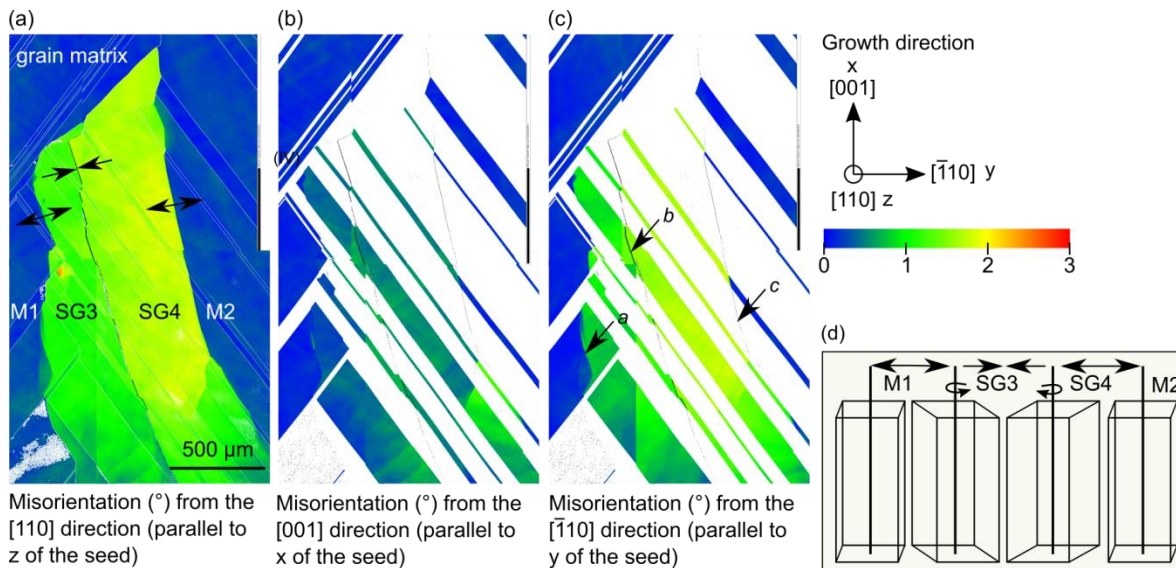 (a)
grain matrix
M1
SG3
SG4
M2
500 µm
Misorientation (°) from the
[110] direction (parallel to
z of the seed)
(b)
(IV)
Misorientation (°) from the
[001] direction (parallel to
x of the seed)
(c)
b
c
a
Misorientation (°) from the
[1̅10] direction (parallel to
y of the seed)
Growth direction
x
[001]
[1̅10] y
[110] z
0 1 2 3
(d)
M1 SG3 SG4 M2